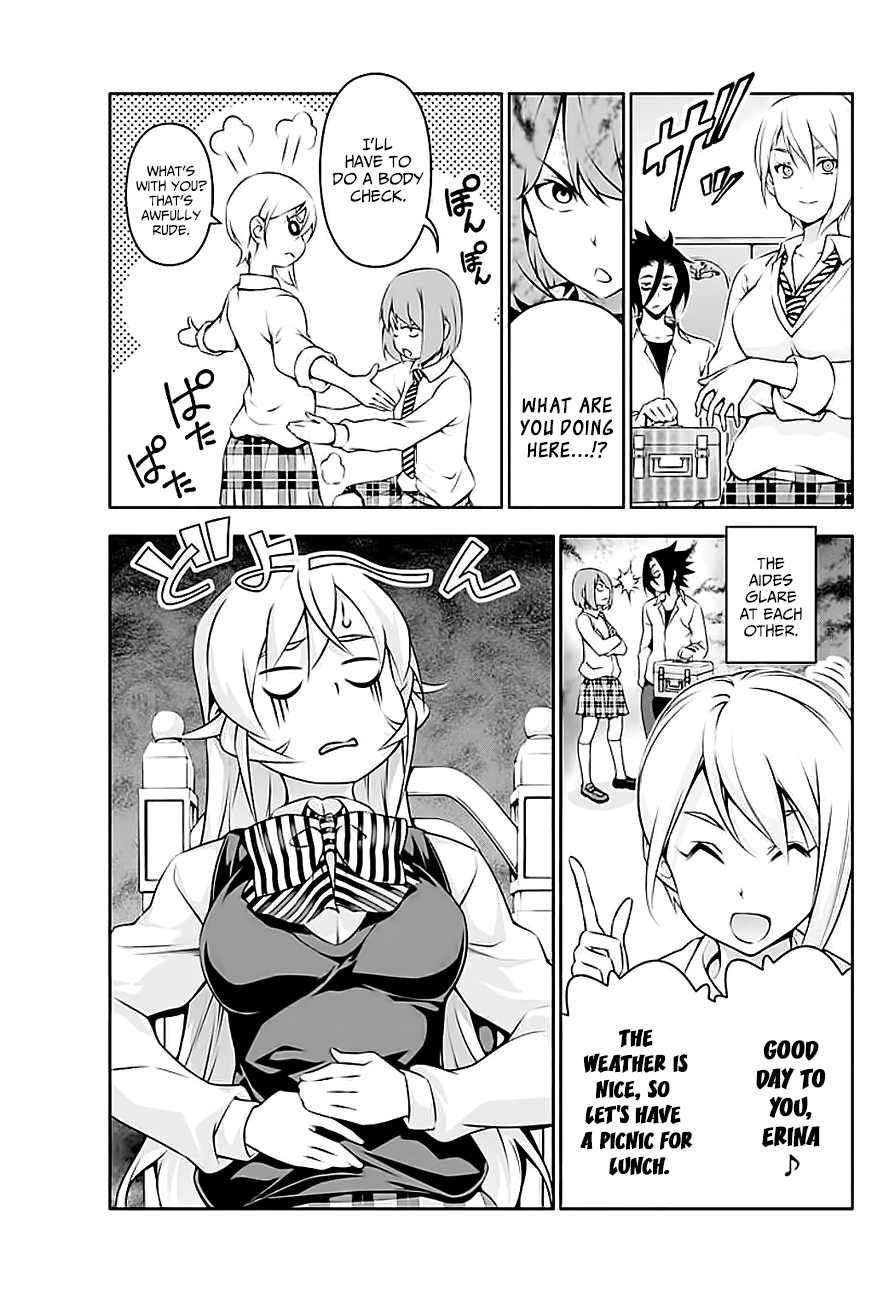 ザッ
WHAT ARE
YOU DOING
HERE...!?
I'LL
HAVE TO
DO A BODY
CHECK.
ぽん
ぽん
WHAT'S
WITH YOU?
THAT'S
AWFULLY
RUDE.
ぱた
ぱた
THE
AIDES
GLARE
AT EACH
OTHER.
GOOD
DAY TO
YOU,
ERINA
♪
THE
WEATHER IS
NICE, SO
LET'S HAVE
A PICNIC FOR
LUNCH.
どよーん